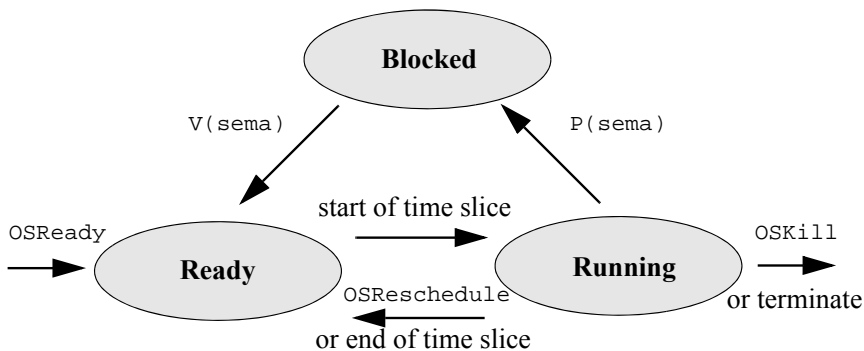 Blocked
V(sema)
P(sema)
start of time slice
OSReady
OSKill
Ready
Running
OSReschedule
or terminate
or end of time slice